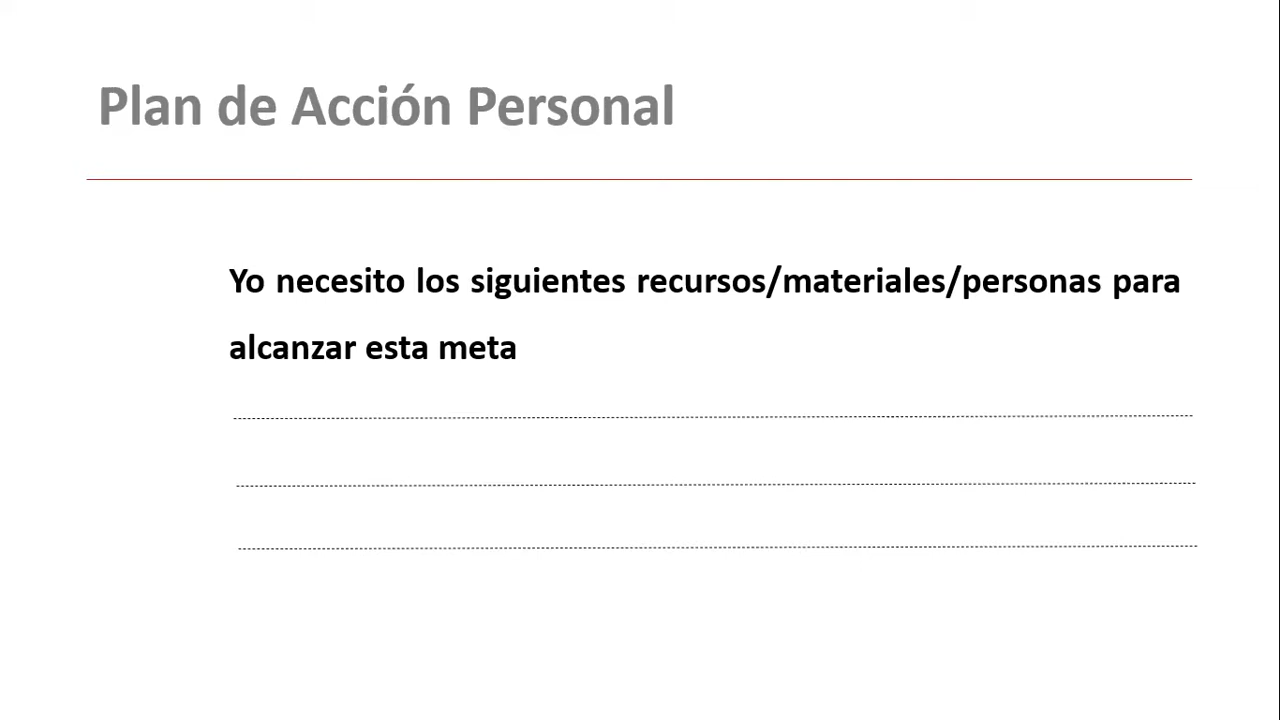 Plan de Acción Personal
Yo necesito los siguientes recursos/materiales/personas para
alcanzar esta meta